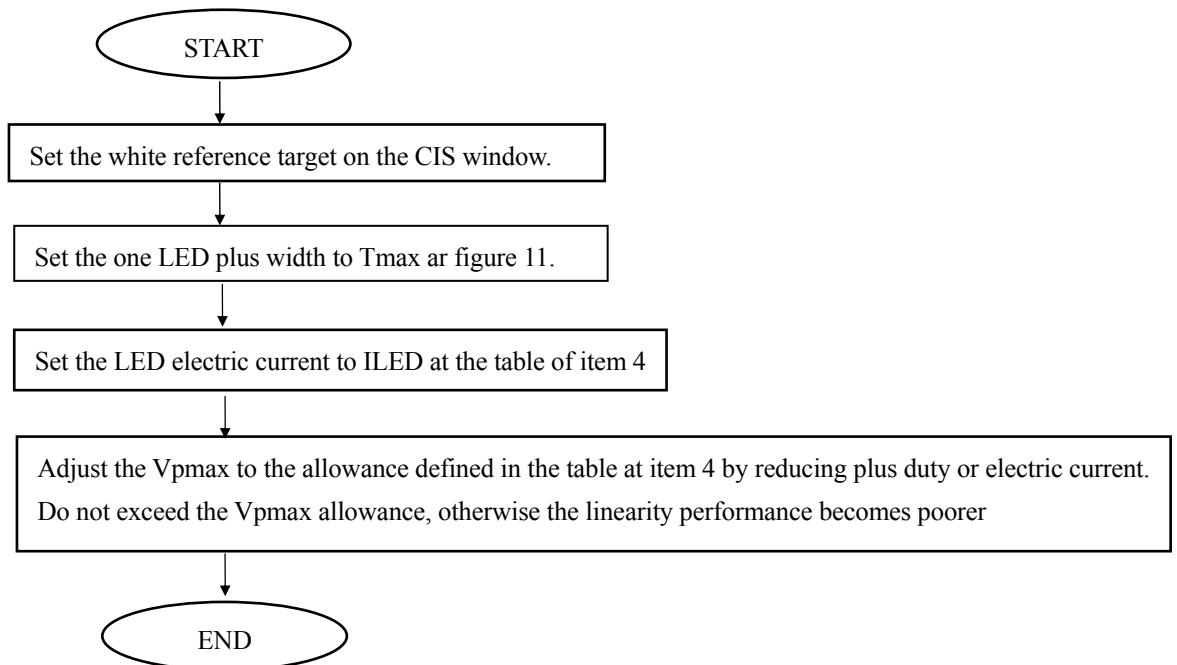 START
Set the white reference target on the CIS window.
Set the one LED plus width to Tmax ar figure 11.
Set the LED electric current to ILED at the table of item 4
Adjust the Vpmax to the allowance defined in the table at item 4 by reducing plus duty or electric current.
Do not exceed the Vpmax allowance, otherwise the linearity performance becomes poorer
END